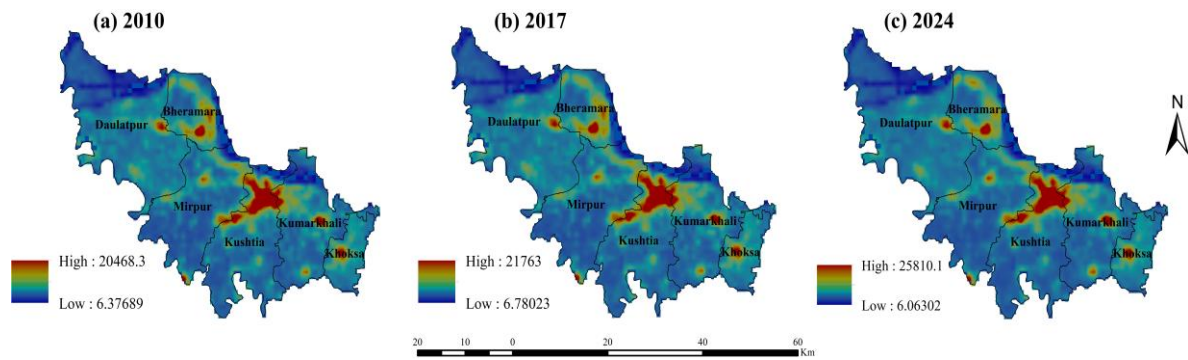 (a) 2010
Bheramara
Daulatpur
Mirpur
Kumarkhali
Kushtia
Khoksa
High : 20468.3
Low : 6.37689
(b) 2017
Bheramara
Daulatpur
Mirpur
Kumarkhali
Kushtia
Khoksa
High : 21763
Low : 6.78023
(c) 2024
Bheramara
Daulatpur
Mirpur
Kumarkhali
Kushtia
Khoksa
High : 25810.1
Low : 6.06302
N
20 10 0 20 40 60
Km